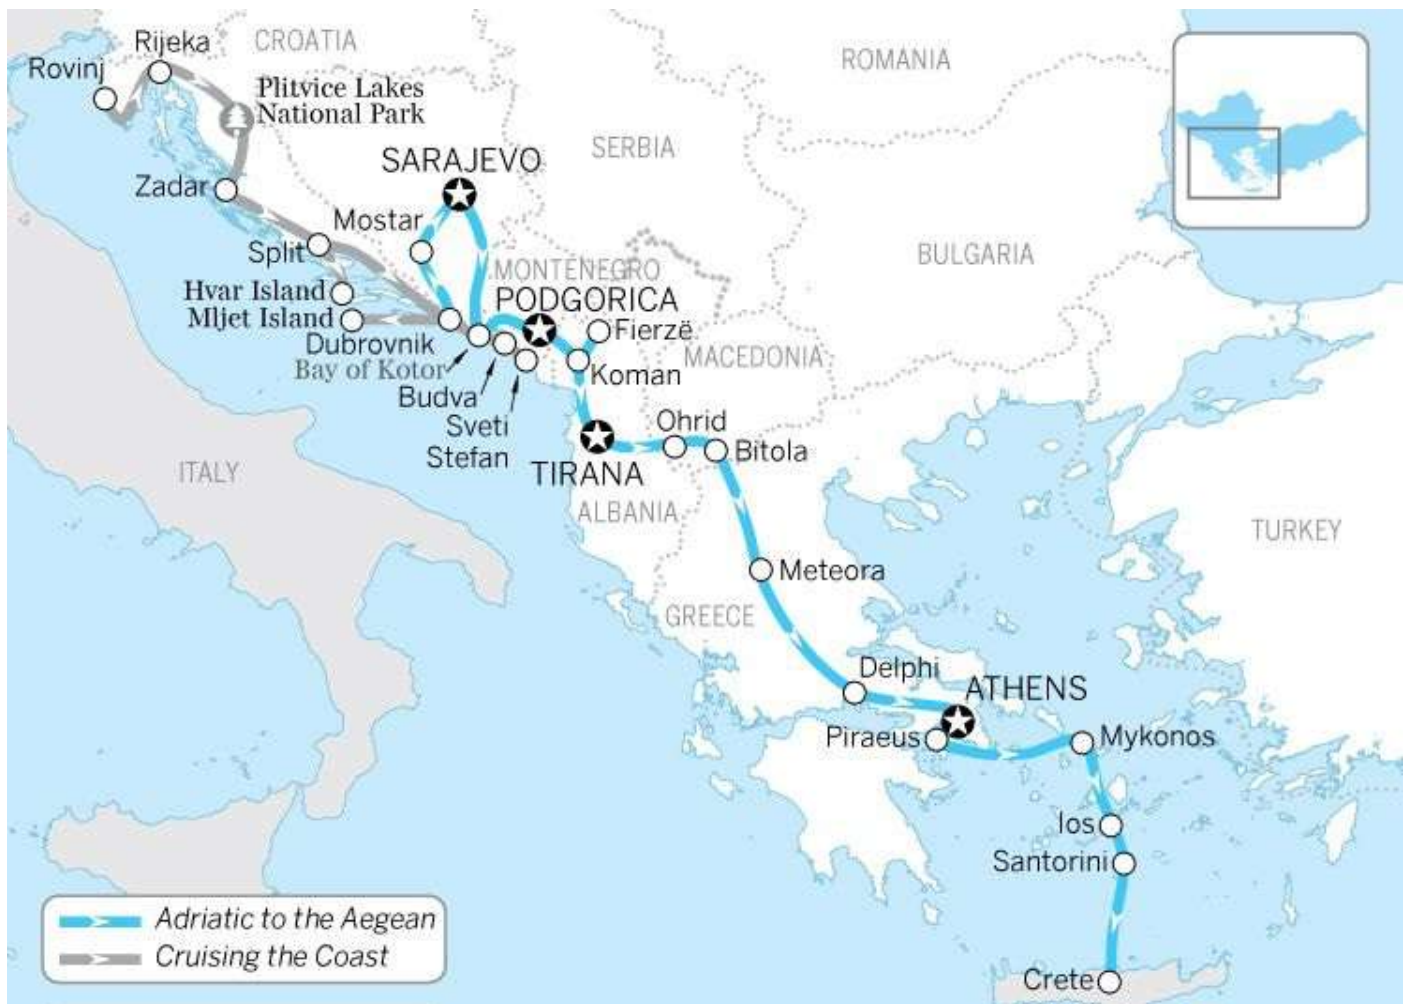 Rijeka
CROATIA
Rovinj
ROMANIA
Plitvice Lakes
National Park
SERBIA
SARAJEVO
Zadar
Mostar
Split
BULGARIA
MONTENEGRO
Hvar Island
PODGORICA
Mljet Island
Fierzë
Dubrovnik
MACEDONIA
Bay of Kotor
Koman
Budva
Sveti
Stefan
Ohrid
Bitola
ITALY
TIRANA
ALBANIA
TURKEY
Meteora
GREECE
Delphi
ATHENS
Piraeus
Mykonos
Ios
Santorini
Adriatic to the Aegean
Cruising the Coast
Crete